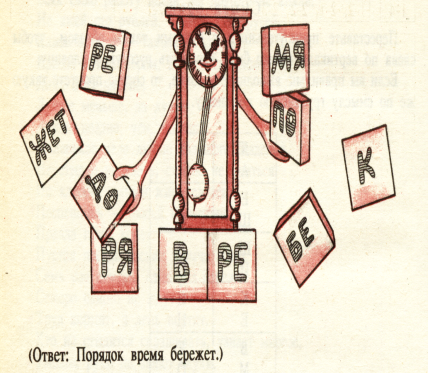 РЕ
МЯ
ПО
ЖЕТ
ДО
К
РЯ
В
РЕ
БЕ
(Ответ: Порядок время бережет.)